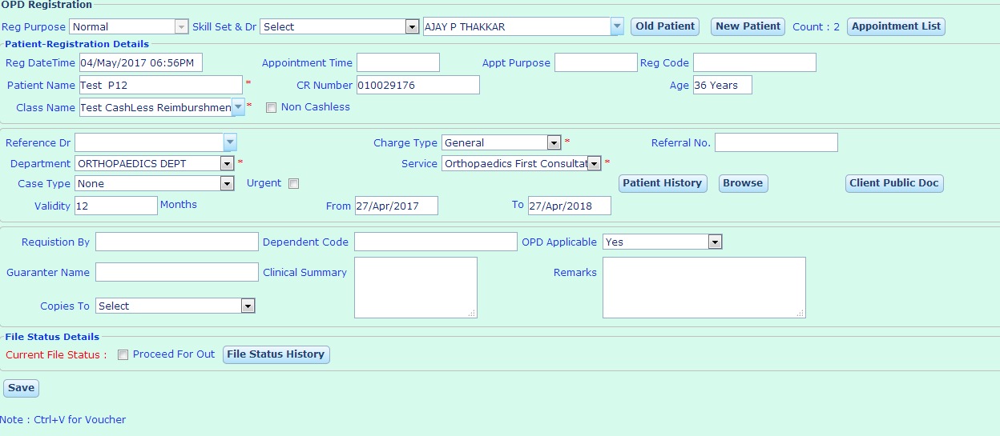 OPD Registration
Reg Purpose Normal Skill Set & Dr Select AJAY P THAKKAR Old Patient New Patient Count : 2 Appointment List
Patient-Registration Details
Reg DateTime 04/May/2017 06:56PM Appointment Time Appt Purpose Reg Code
Patient Name Test P12 * CR Number 010029176 Age 36 Years
Class Name Test CashLess Reimburshmen * Non Cashless
Reference Dr Charge Type General * Referral No.
Department ORTHOPAEDICS DEPT * Service Orthopaedics First Consultat *
Case Type None Urgent Patient History Browse Client Public Doc
Validity 12 Months From 27/Apr/2017 To 27/Apr/2018
Requistion By Dependent Code OPD Applicable Yes
Guaranter Name Clinical Summary Remarks
Copies To Select
File Status Details
Current File Status : Proceed For Out File Status History
Save
Note : Ctrl+V for Voucher